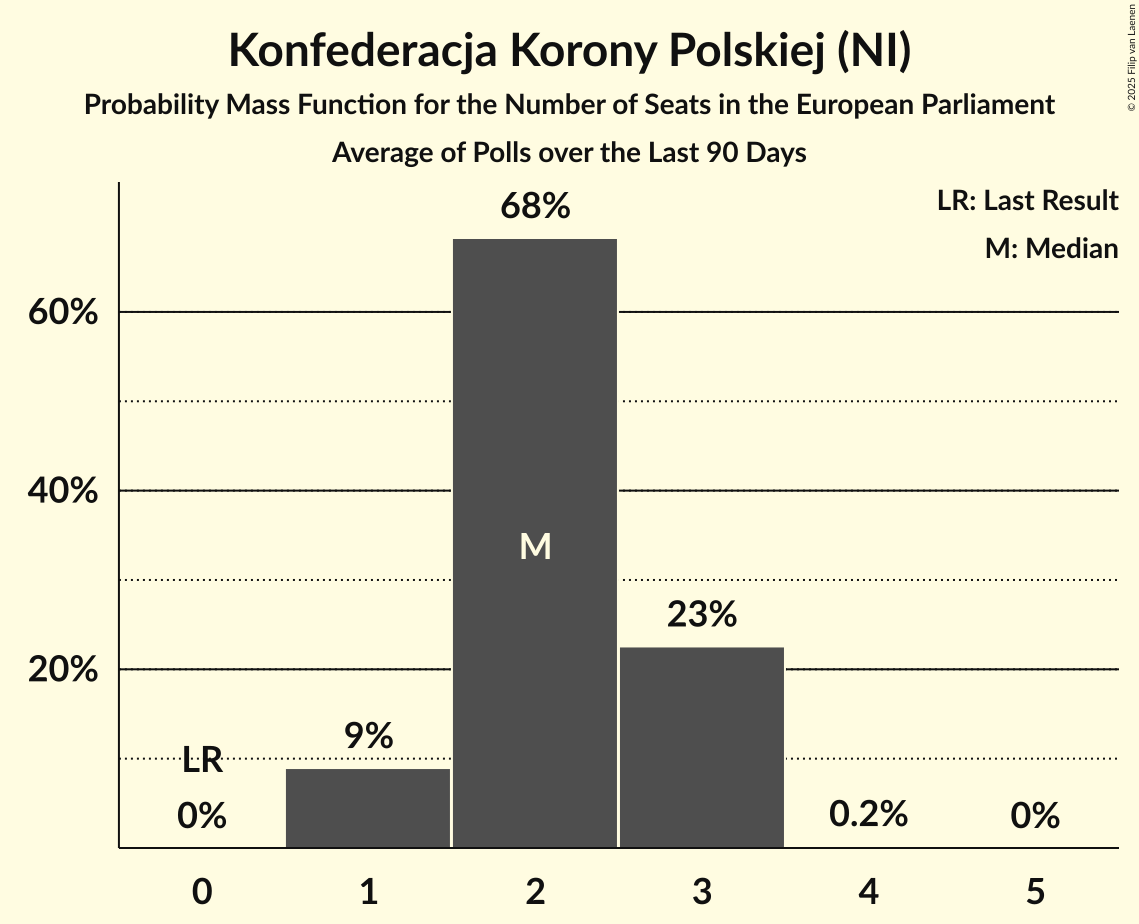 Konfederacja Korony Polskiej (NI)
Probability Mass Function for the Number of Seats in the European Parliament
Average of Polls over the Last 90 Days
© 2025 Filip van Laenen
LR: Last Result
M: Median
68%
60%
40%
M
23%
20%
9%
LR
0%
0.2%
0%
0 1 2 3 4 5